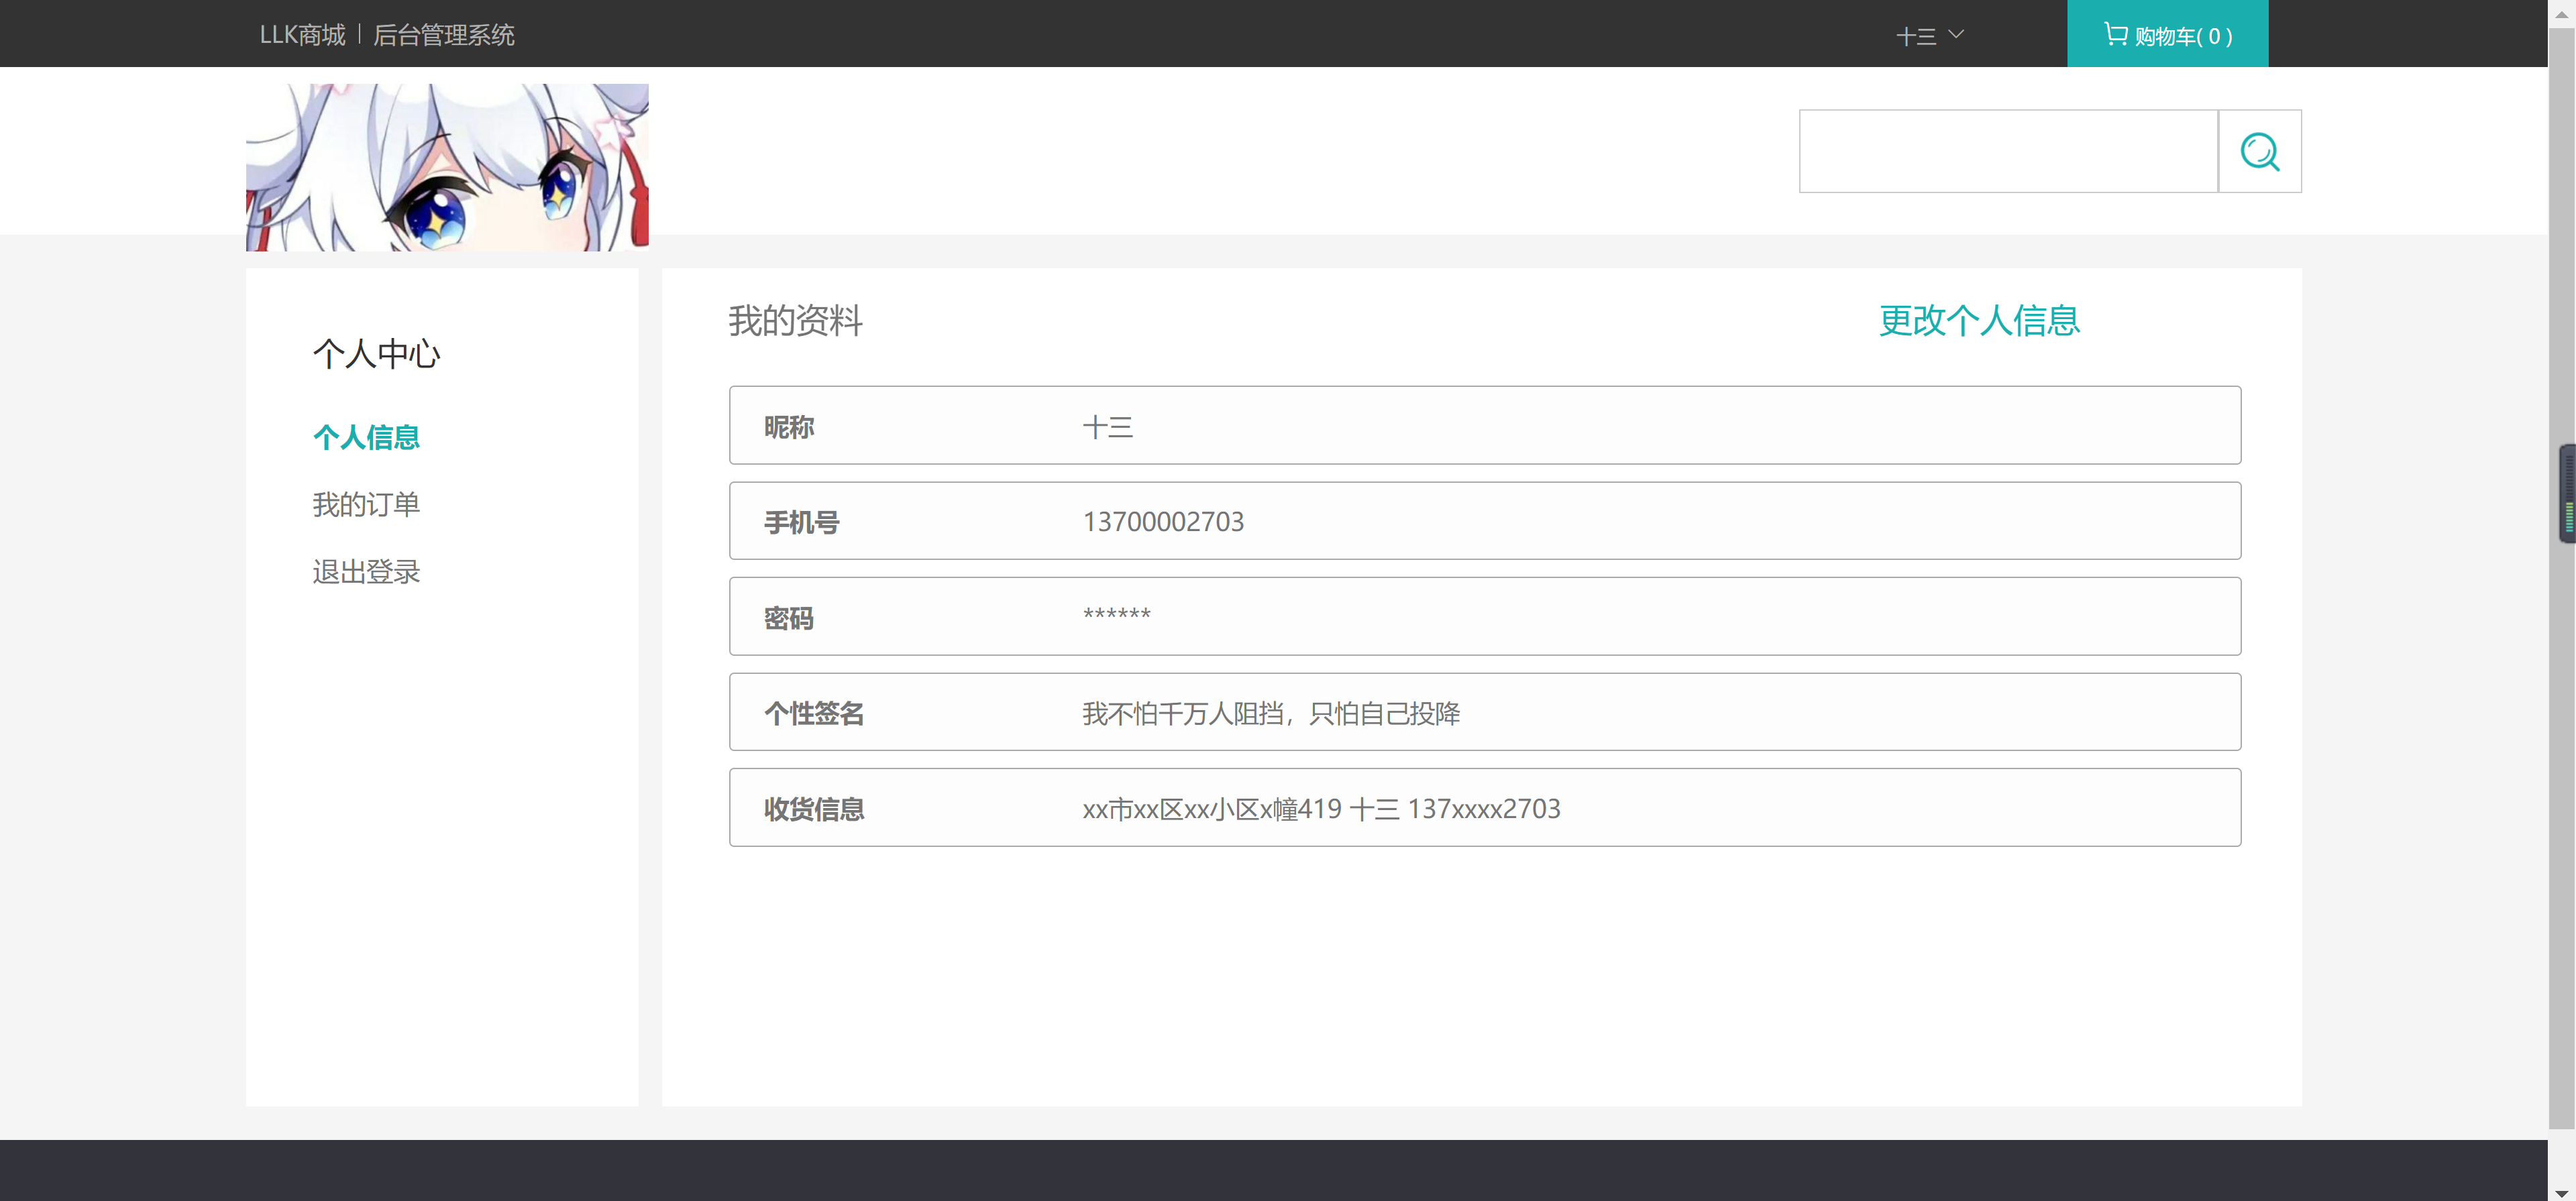 LLK商城 | 后台管理系统
十三
购物车( 0 )
个人中心
个人信息
我的订单
退出登录
我的资料
更改个人信息
昵称 十三
手机号 13700002703
密码 ******
个性签名 我不怕千万人阻挡，只怕自己投降
收货信息 xx市xx区xx小区x幢419 十三 137xxxx2703